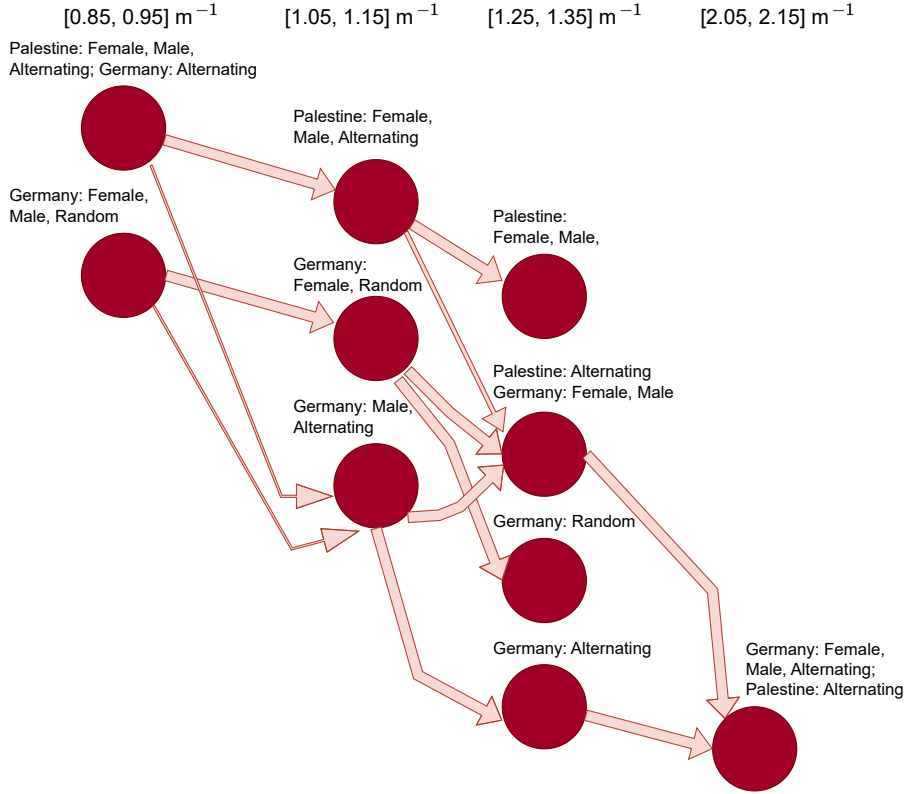 [0.85, 0.95] m⁻¹
[1.05, 1.15] m⁻¹
[1.25, 1.35] m⁻¹
[2.05, 2.15] m⁻¹
Palestine: Female, Male,
Alternating; Germany: Alternating
Germany: Female,
Male, Random
Palestine: Female,
Male, Alternating
Germany:
Female, Random
Germany: Male,
Alternating
Palestine:
Female, Male,
Palestine: Alternating
Germany: Female, Male
Germany: Random
Germany: Alternating
Germany: Female,
Male, Alternating;
Palestine: Alternating